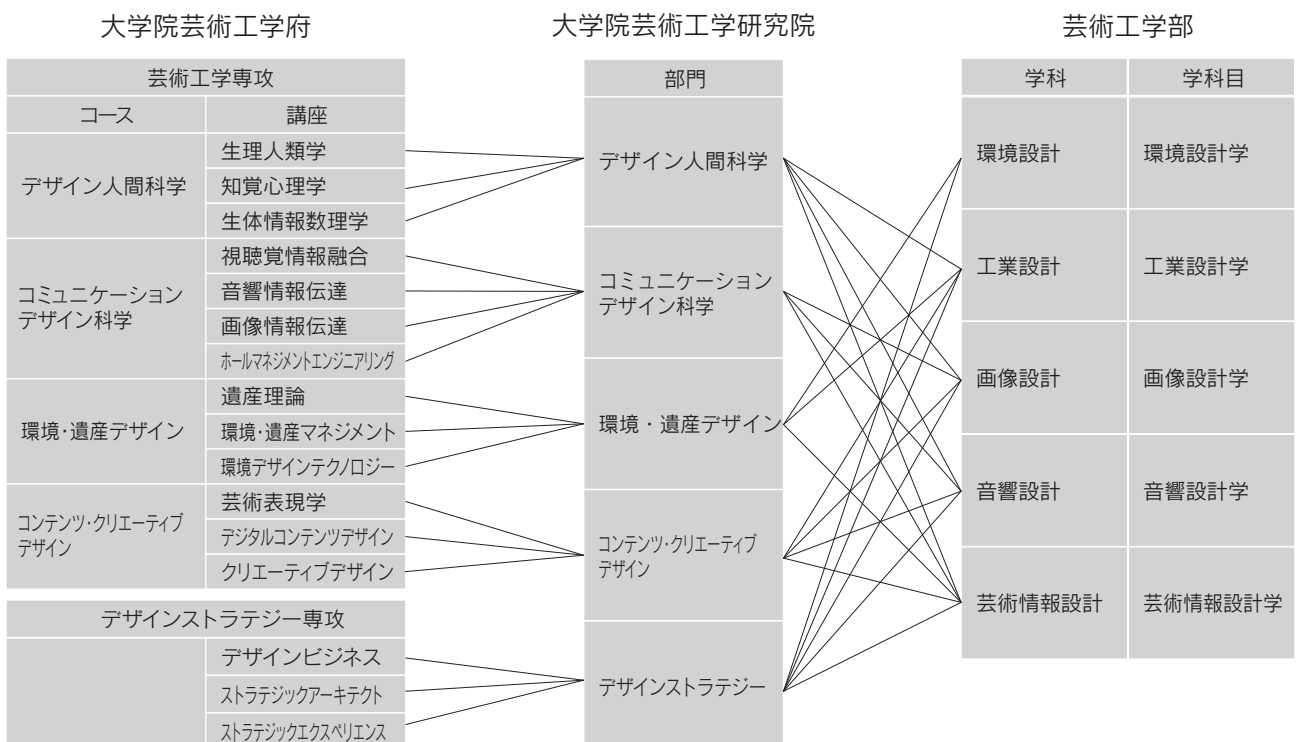 大学院芸術工学府
芸術工学専攻
コース
講座
デザイン人間科学
生理人類学
知覚心理学
生体情報数理学
コミュニケーション
デザイン科学
視聴覚情報融合
音響情報伝達
画像情報伝達
ホールマネジメントエンジニアリング
環境・遺産デザイン
遺産理論
環境・遺産マネジメント
環境デザインテクノロジー
コンテンツ・クリエーティブ
デザイン
芸術表現学
デジタルコンテンツデザイン
クリエーティブデザイン
デザインストラテジー専攻
デザインビジネス
ストラテジックアーキテクト
ストラテジックエクスペリエンス
大学院芸術工学研究院
部門
デザイン人間科学
コミュニケーション
デザイン科学
環境・遺産デザイン
コンテンツ・クリエーティブ
デザイン
デザインストラテジー
芸術工学部
学科
学科目
環境設計
環境設計学
工業設計
工業設計学
画像設計
画像設計学
音響設計
音響設計学
芸術情報設計
芸術情報設計学